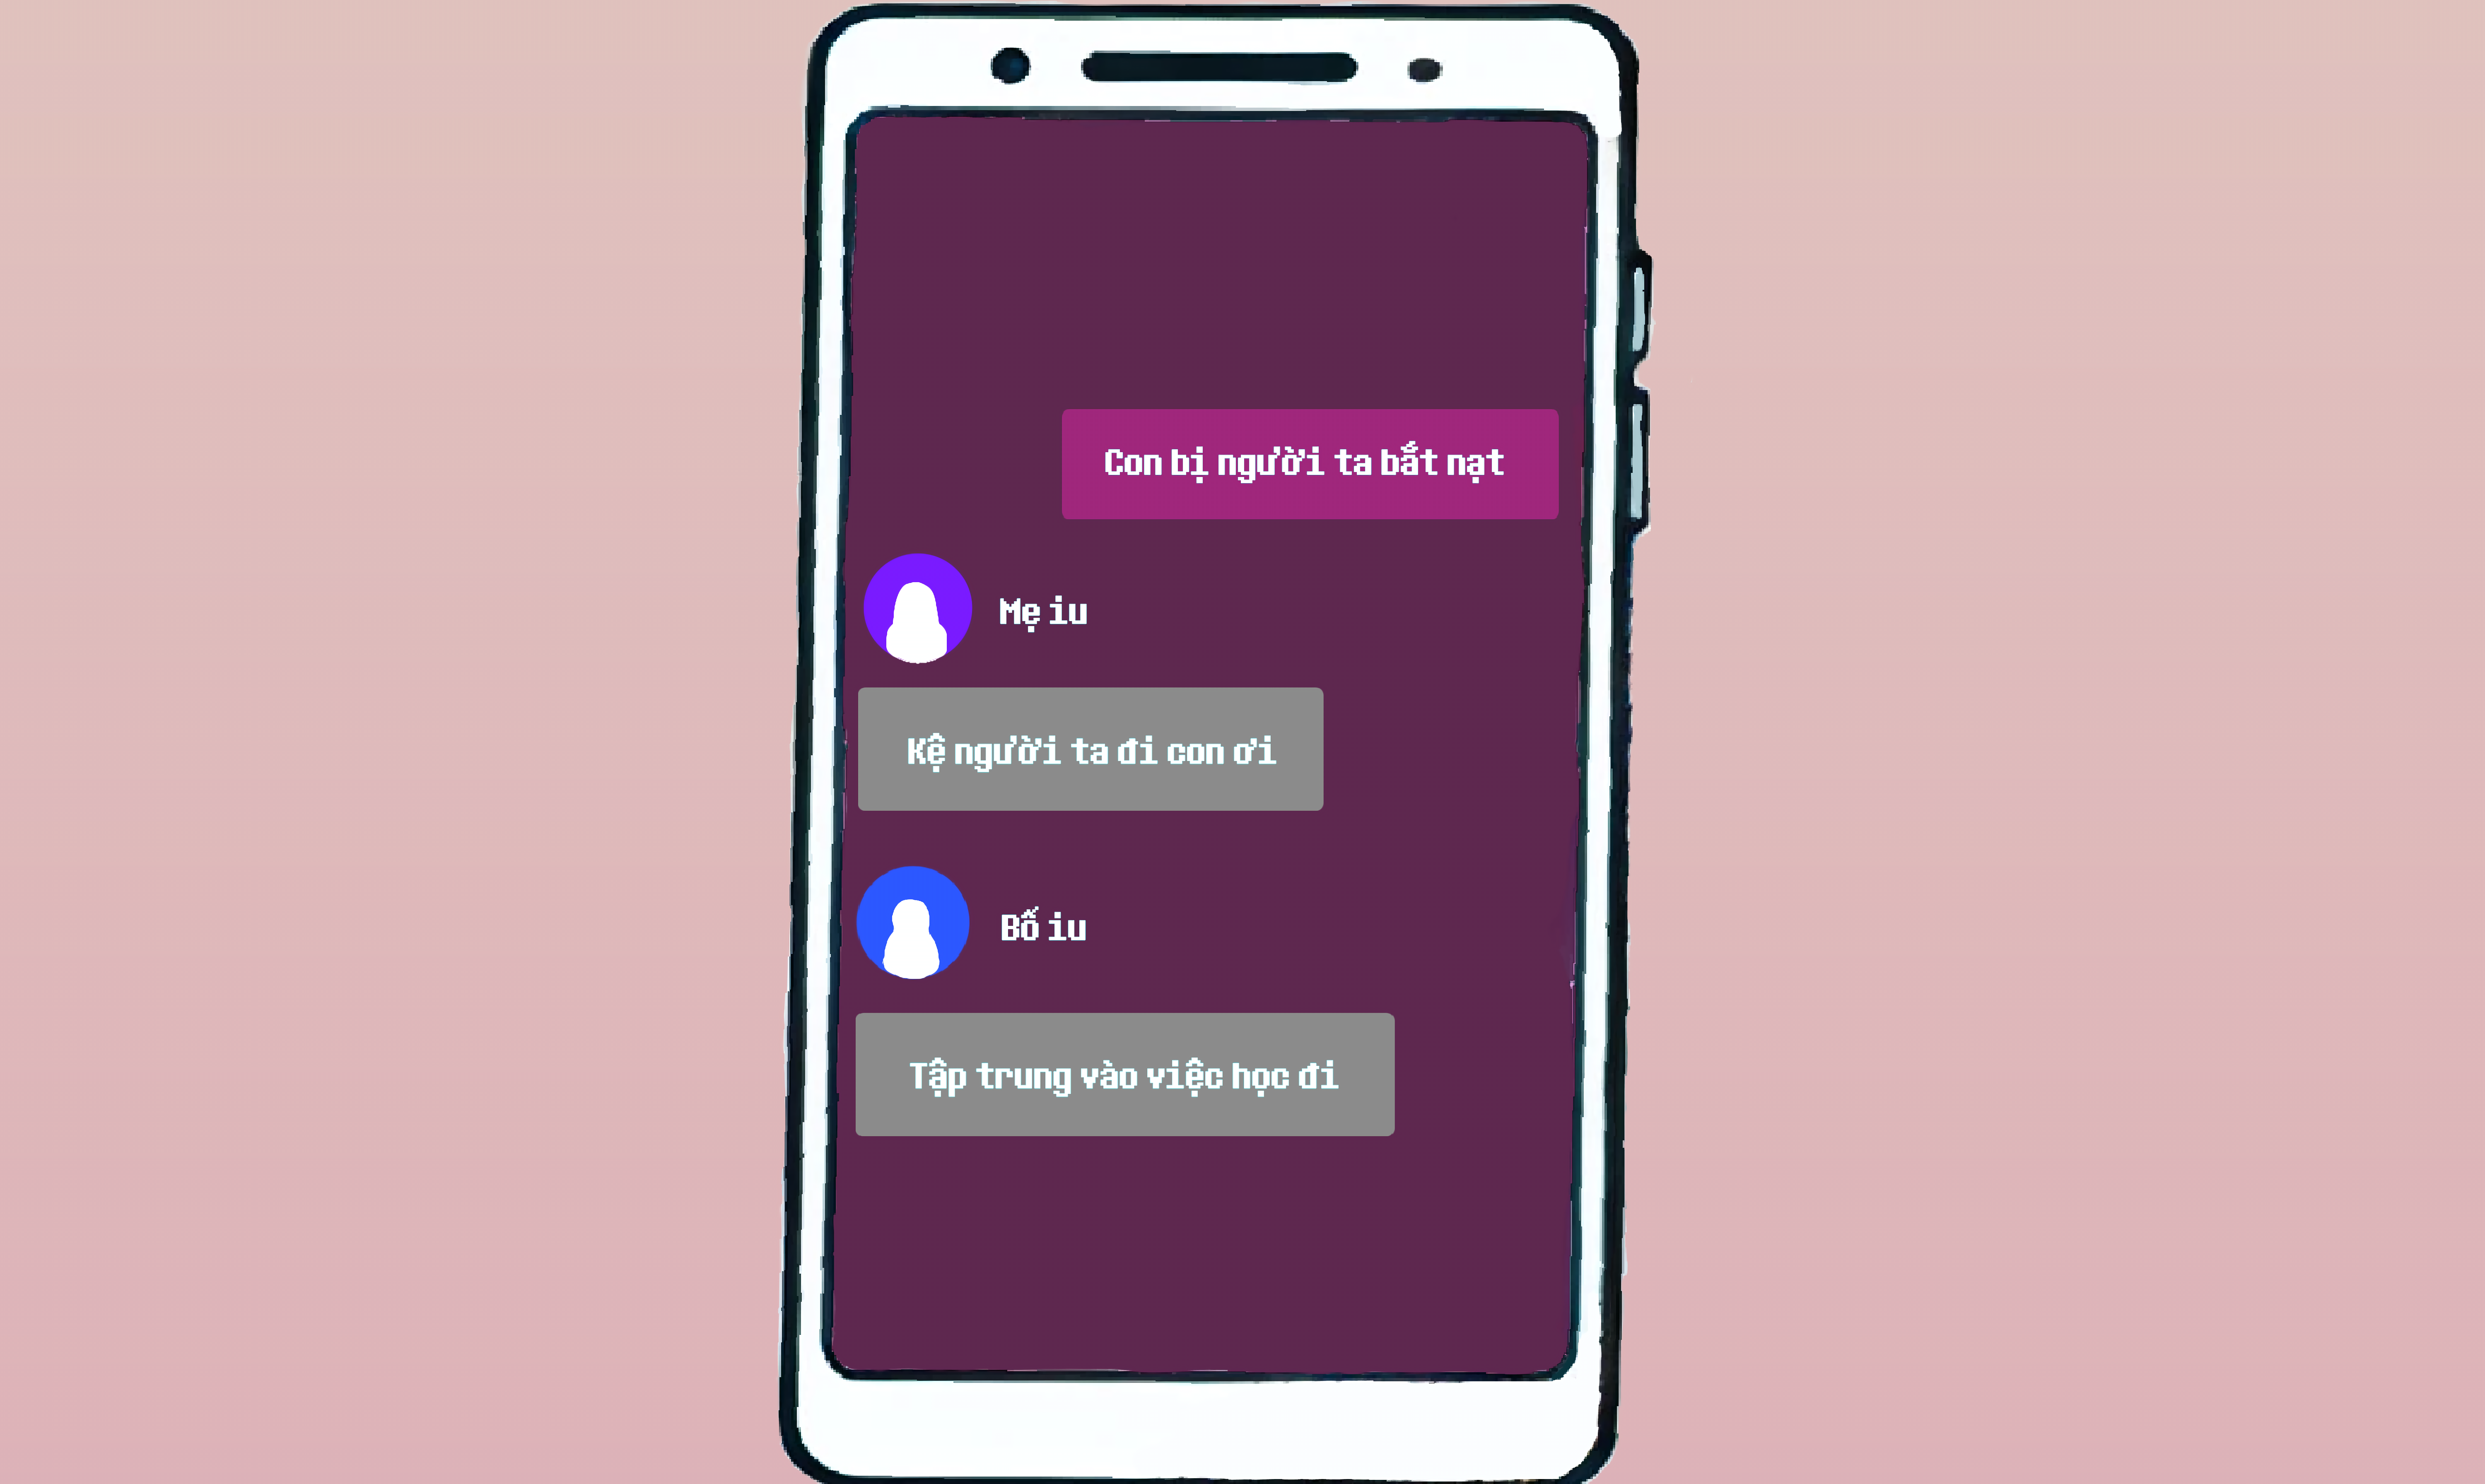 Con bị người ta bắt nạt
Mẹ iu
Kệ người ta đi con ơi
Bố iu
Tập trung vào việc học đi